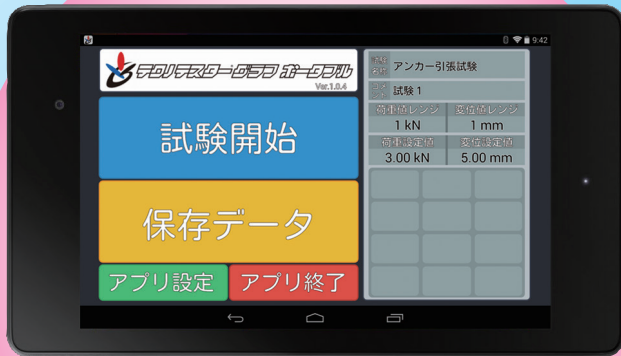 9:42
テクノテスターグラフ ポータブル
Ver.1.0.4
試験開始
保存データ
アプリ設定
アプリ終了
アンカー引張試験
試験1
荷重値レンジ 変位値レンジ
1 kN 1 mm
荷重設定値 変位設定値
3.00 kN 5.00 mm